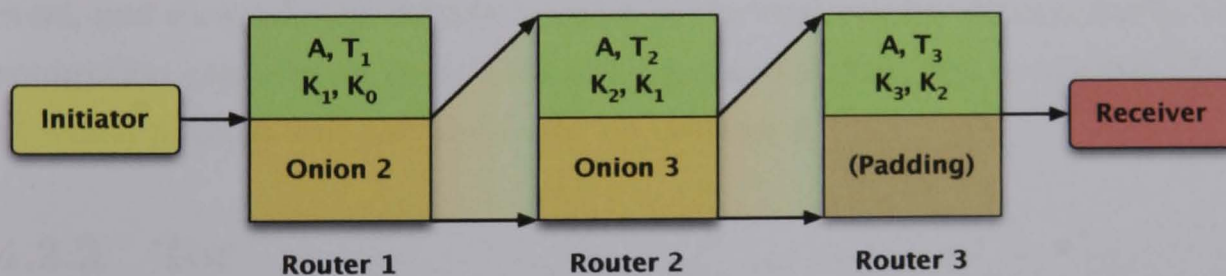 Initiator
A, T₁
K₁, K₀
Onion 2
Router 1
A, T₂
K₂, K₁
Onion 3
Router 2
A, T₃
K₃, K₂
(Padding)
Router 3
Receiver